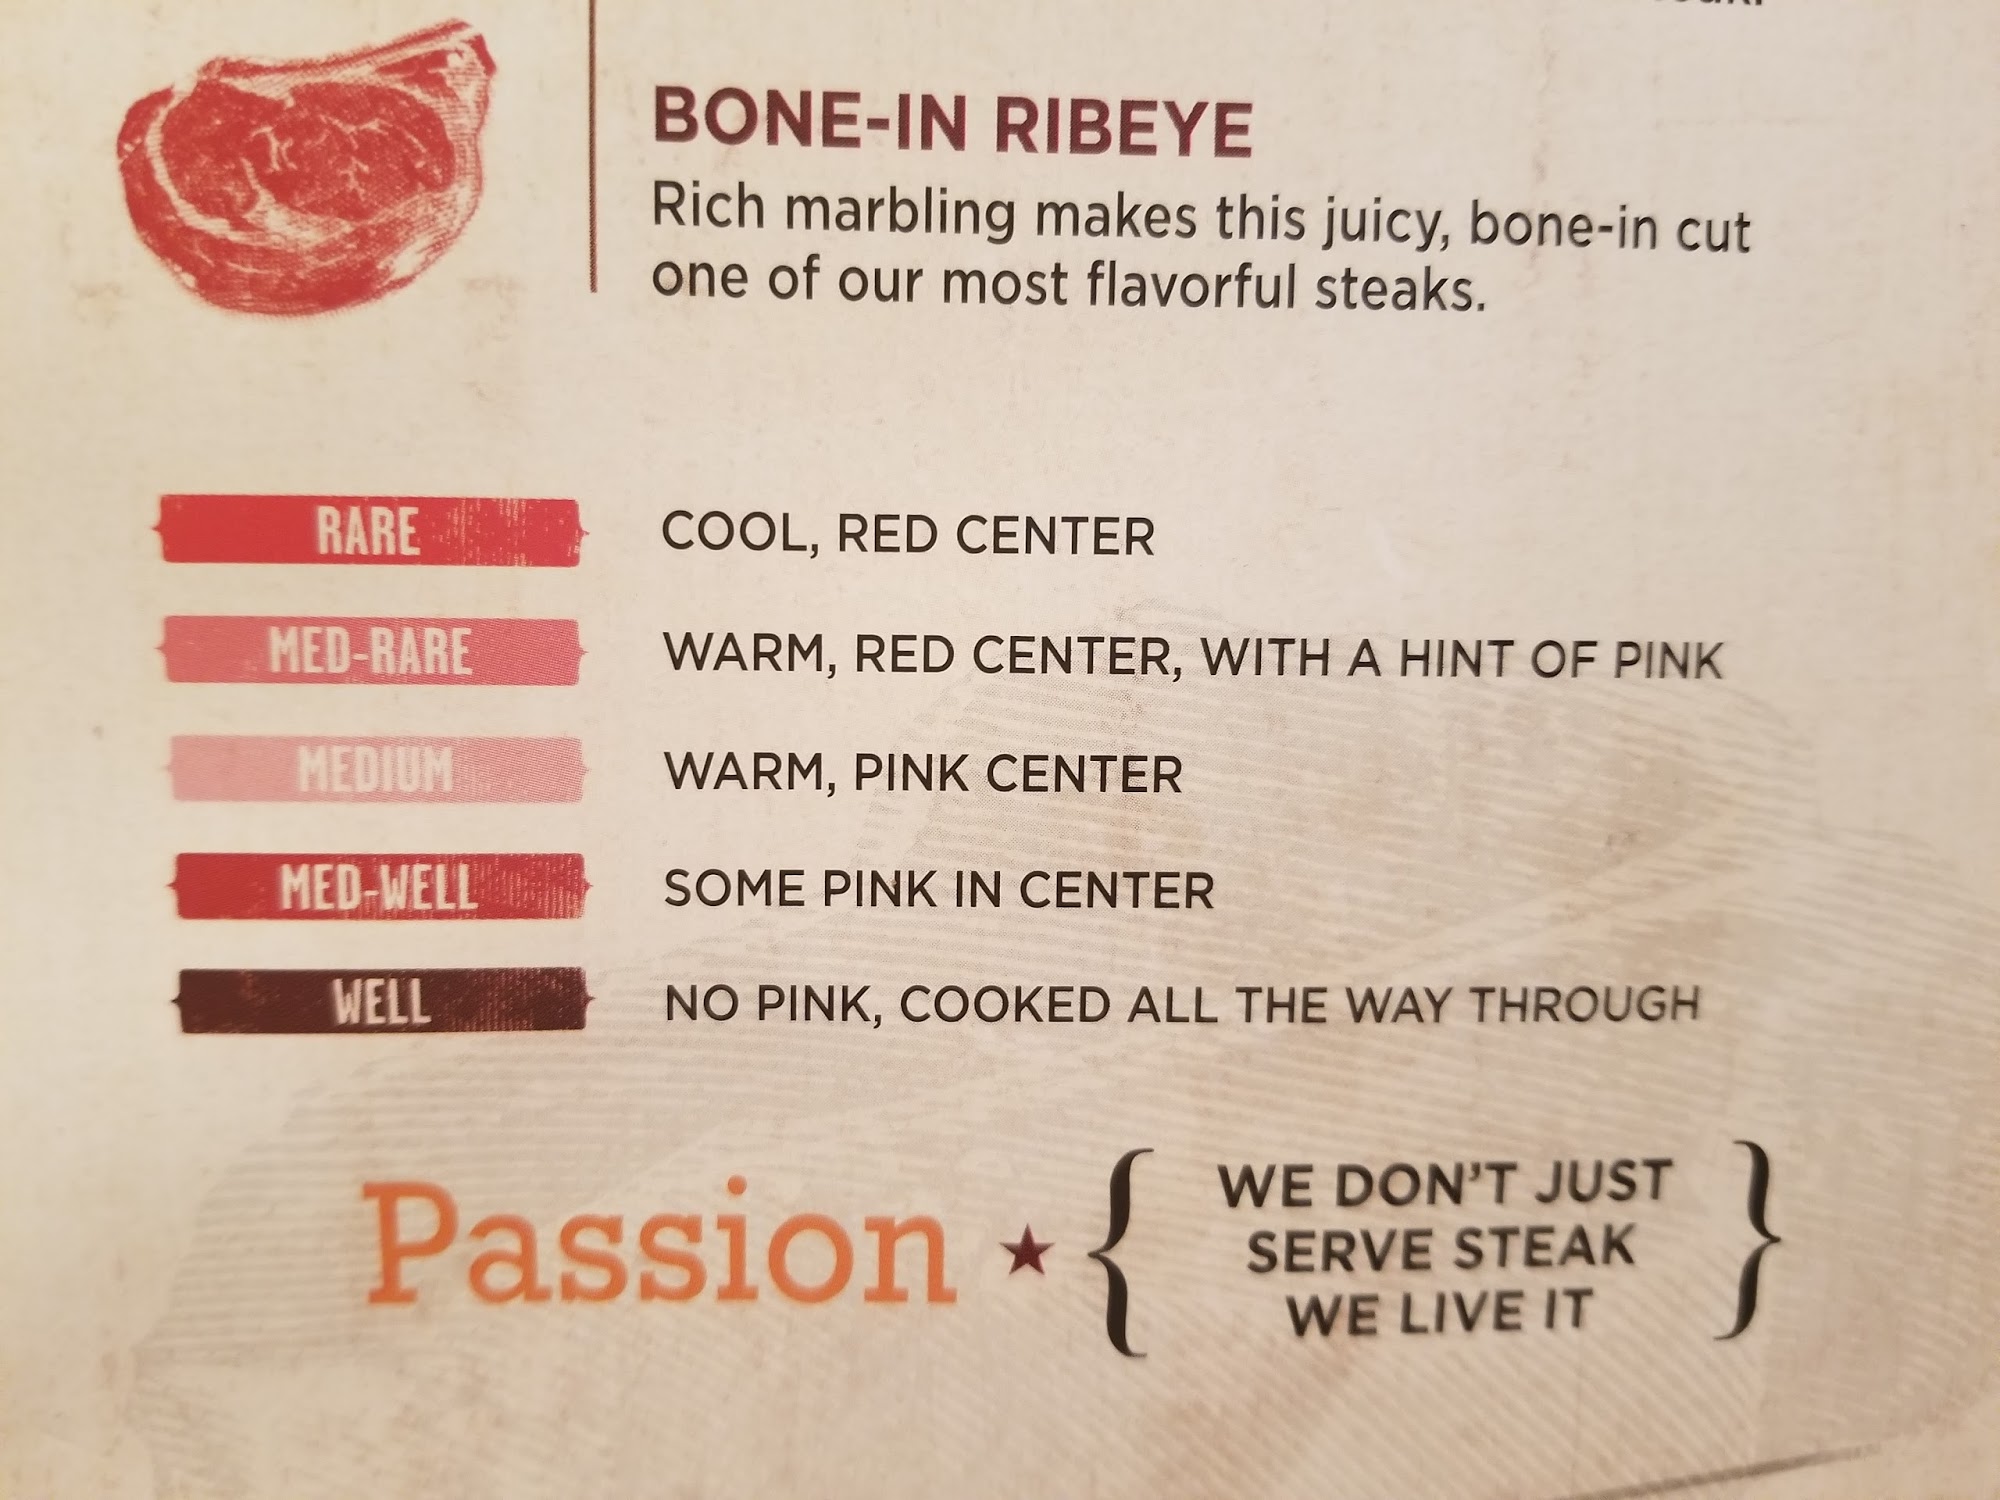 BONE-IN RIBEYE
Rich marbling makes this juicy, bone-in cut
one of our most flavorful steaks.
RARE COOL, RED CENTER
MED-RARE WARM, RED CENTER, WITH A HINT OF PINK
MEDIUM WARM, PINK CENTER
MED-WELL SOME PINK IN CENTER
WELL NO PINK, COOKED ALL THE WAY THROUGH
Passion ★ { WE DON'T JUST
SERVE STEAK
WE LIVE IT }